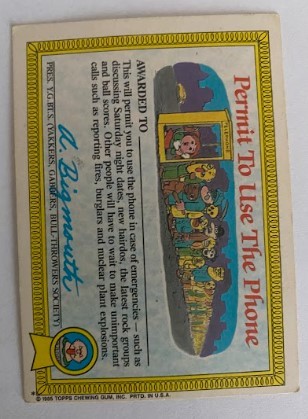 Permit To Use The Phone
AWARDED TO
This will permit you to use the phone in case of emergencies such as
discussing Saturday night dates, new hairdos, the latest rock groups
and ball scores. Other people will have to wait to make unimportant
calls such as reporting fires, burglars and nuclear plant explosions.
A. Bigmouth
PRES. Y.G.BT.S. (YAKKERS, GABBERS, BULL-THROWERS SOCIETY)
© 1986 TOPPS CHEWING GUM, INC. PRTD. IN U.S.A.